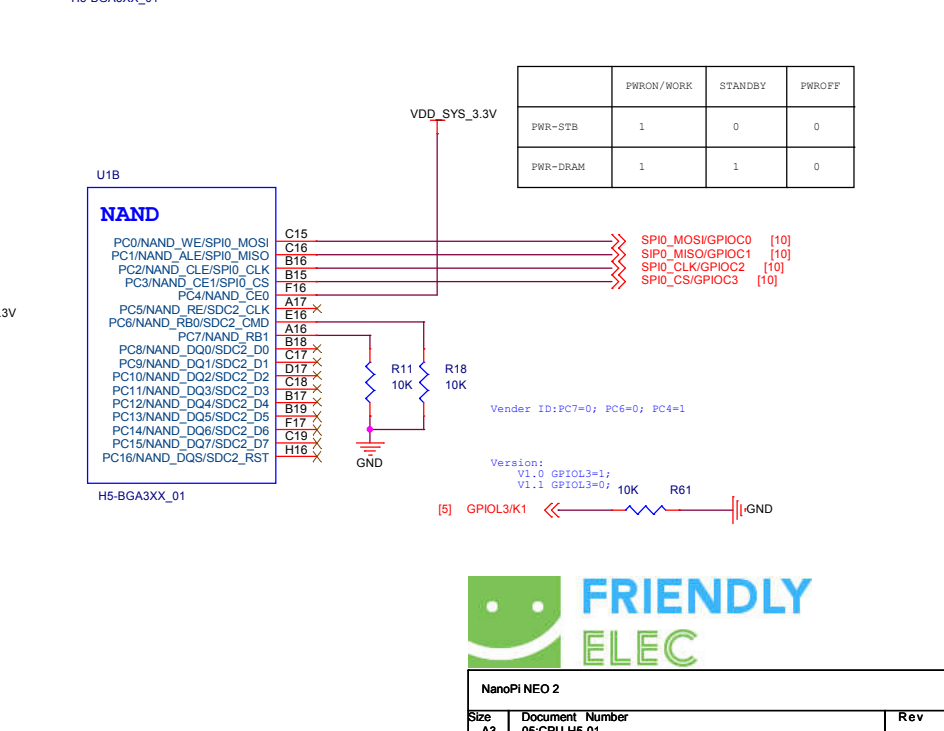 H5-BGA3XX_01
PWRON/WORK STANDBY PWROFF
PWR-STB 1 0 0
PWR-DRAM 1 1 0
VDD_SYS_3.3V
U1B
NAND
PC0/NAND_WE/SPI0_MOSI C15
PC1/NAND_ALE/SPI0_MISO C16
PC2/NAND_CLE/SPI0_CLK B16
PC3/NAND_CE1/SPI0_CS B15
PC4/NAND_CE0 F16
PC5/NAND_RE/SDC2_CLK A17
PC6/NAND_RB0/SDC2_CMD E16
PC7/NAND_RB1 A16
PC8/NAND_DQ0/SDC2_D0 B18
PC9/NAND_DQ1/SDC2_D1 C17
PC10/NAND_DQ2/SDC2_D2 D17
PC11/NAND_DQ3/SDC2_D3 C18
PC12/NAND_DQ4/SDC2_D4 B17
PC13/NAND_DQ5/SDC2_D5 B19
PC14/NAND_DQ6/SDC2_D6 F17
PC15/NAND_DQ7/SDC2_D7 C19
PC16/NAND_DQS/SDC2_RST H16
H5-BGA3XX_01
SPI0_MOSI/GPIOC0 [10]
SIP0_MISO/GPIOC1 [10]
SPI0_CLK/GPIOC2 [10]
SPI0_CS/GPIOC3 [10]
.3V
R11 R18
10K 10K
GND
Vender ID:PC7=0; PC6=0; PC4=1
Version:
V1.0 GPIOL3=1;
V1.1 GPIOL3=0;
10K R61
[5] GPIOL3/K1 GND
FRIENDLY
ELEC
NanoPi NEO 2
Size Document Number Rev
A3 05:CPU-H5-01